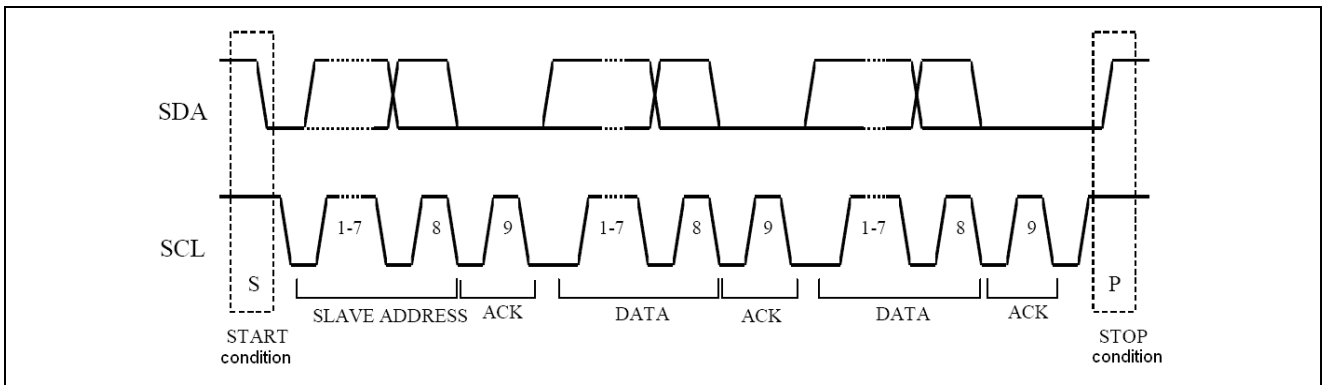 SDA
SCL
1-7 8 9 1-7 8 9 1-7 8 9
S P
SLAVE ADDRESS ACK DATA ACK DATA ACK
START
condition
STOP
condition